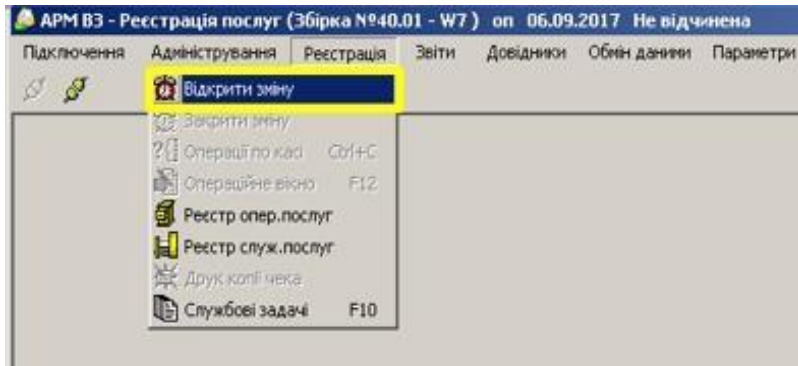 АРМ ВЗ - Реєстрація послуг (Збірка №40.01 - W7 ) on 06.09.2017 Не відчинена
Підключення Адміністрування Реєстрація Звіти Довідники Обмін даними Параметри
Відкрити зміну
Закрити зміну
Операції по касі Ctrl+C
Операційне вікно F12
Реєстр опер.послуг
Реєстр служ.послуг
Друк копії чека
Службові задачі F10